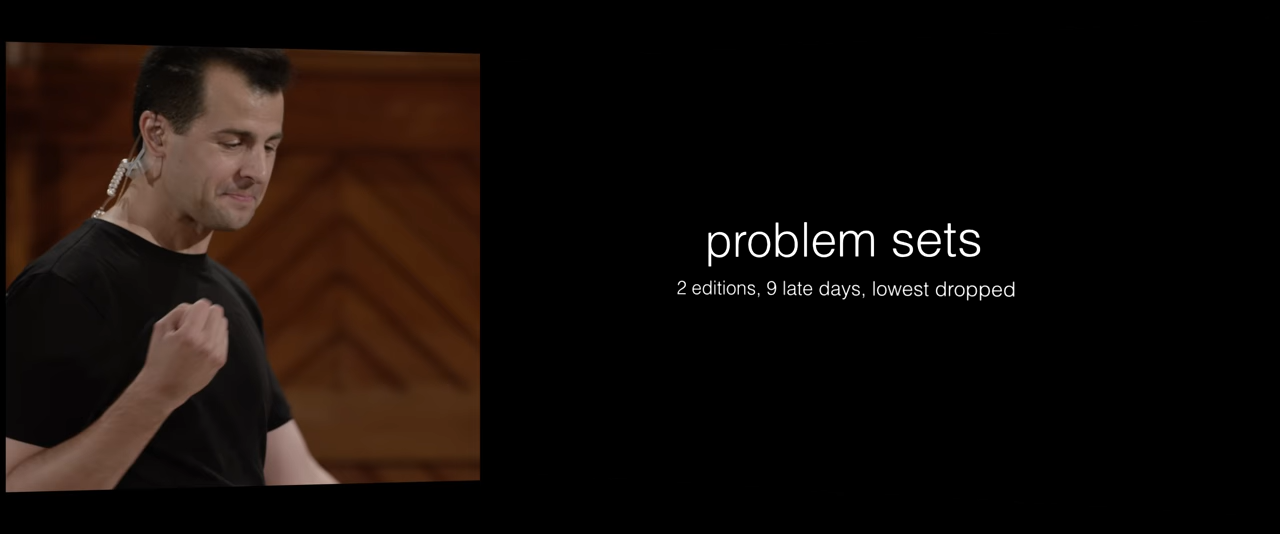 problem sets
2 editions, 9 late days, lowest dropped